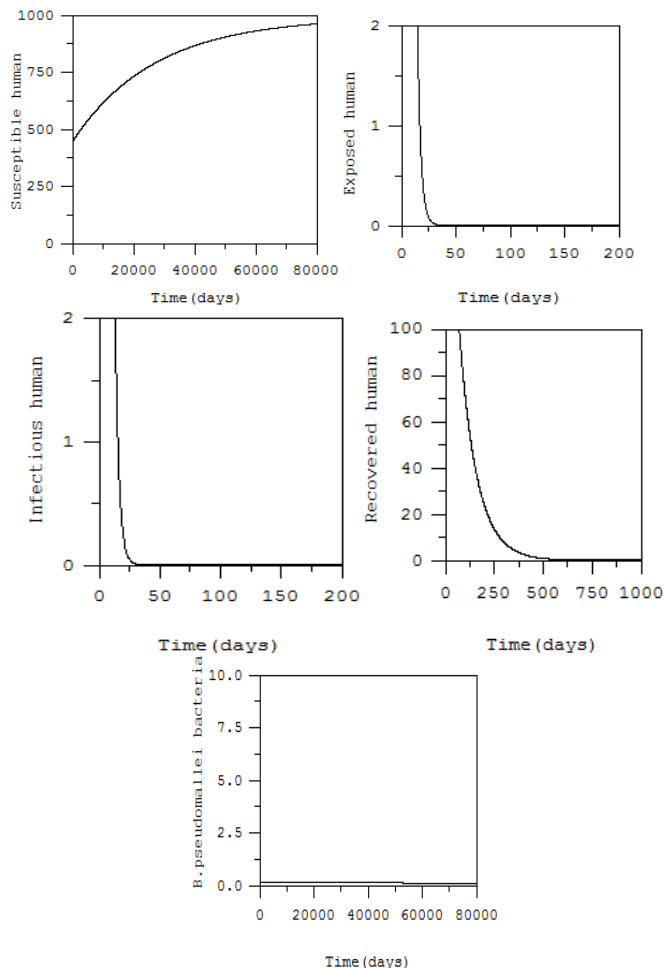 Susceptible human
1000
750
500
250
0
0 20000 40000 60000 80000
Time(days)
Exposed human
2
1
0
0 50 100 150 200
Time(days)
Infectious human
2
1
0
0 50 100 150 200
Time(days)
Recovered human
100
80
60
40
20
0
0 250 500 750 1000
Time(days)
B.pseudomallei bacteria
10.0
7.5
5.0
2.5
0.0
0 20000 40000 60000 80000
Time(days)